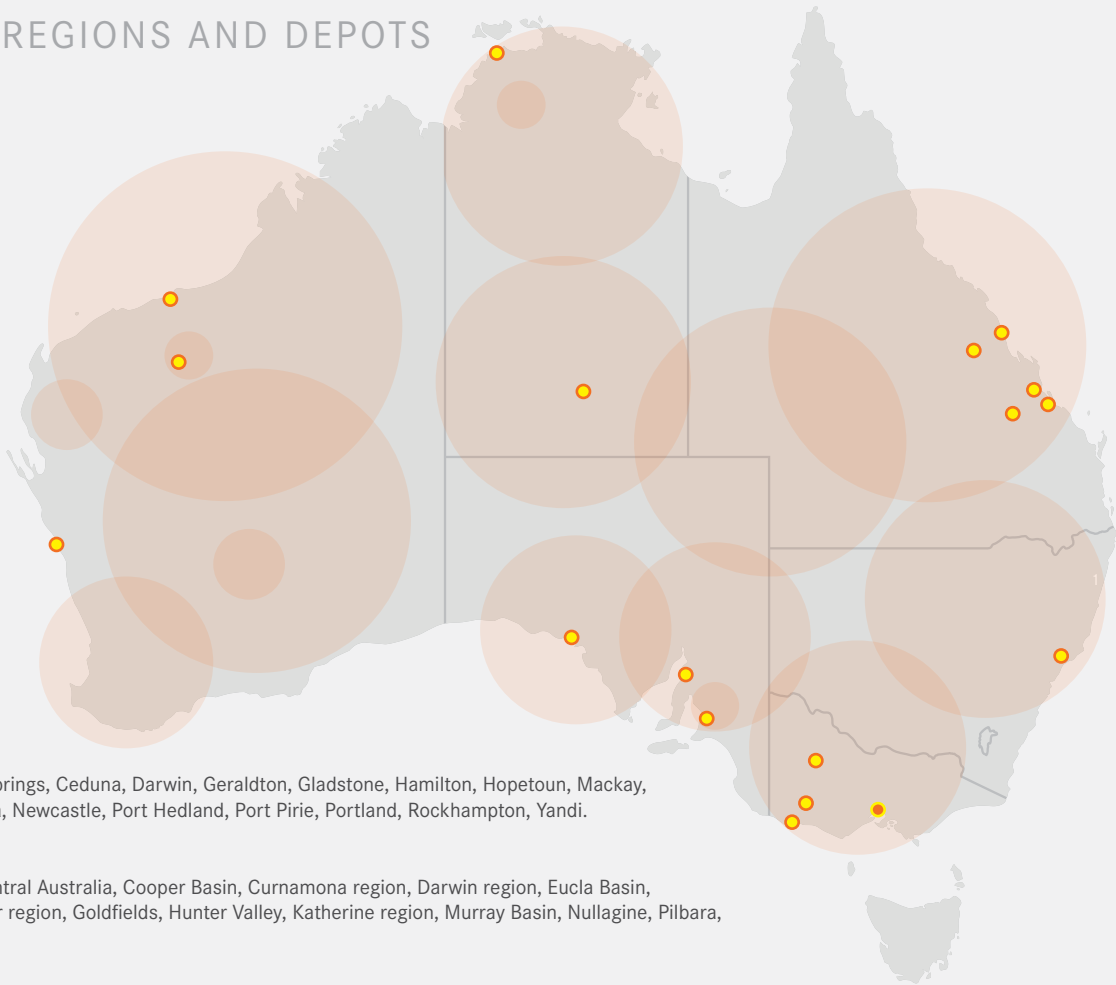 REGIONS AND DEPOTS
prings, Ceduna, Darwin, Geraldton, Gladstone, Hamilton, Hopetoun, Mackay,
, Newcastle, Port Hedland, Port Pirie, Portland, Rockhampton, Yandi.
ntral Australia, Cooper Basin, Curnamona region, Darwin region, Eucla Basin,
r region, Goldfields, Hunter Valley, Katherine region, Murray Basin, Nullagine, Pilbara,